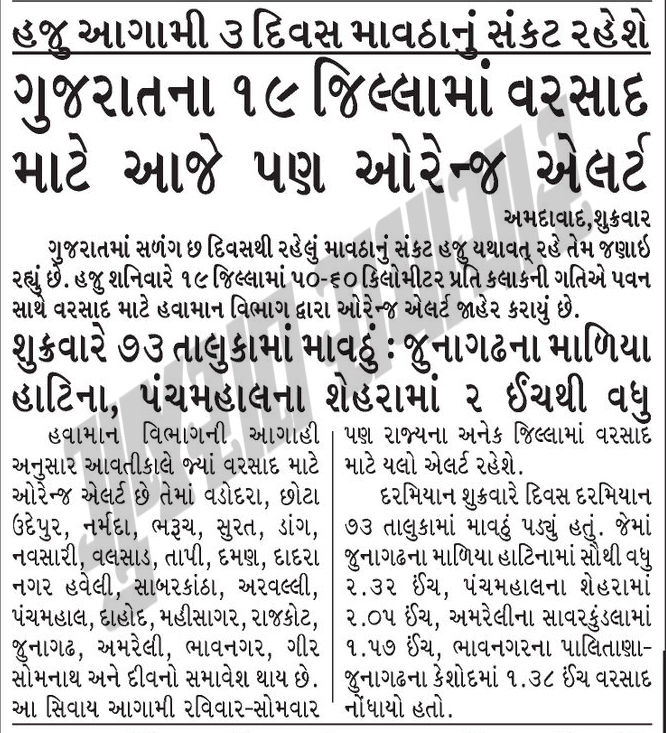 હજુ આગામી ૩ દિવસ માવઠાનું સંકટ રહેશે
ગુજરાતના ૧૯ જિલ્લામાં વરસાદ
માટે આજે પણ ઓરેન્જ એલર્ટ
અમદાવાદ,શુક્રવાર
ગુજરાતમાં સળંગ છ દિવસથી રહેલું માવઠાનું સંકટ હજુ યથાવત્ રહે તેમ જણાઇ
રહ્યું છે. હજુ શનિવારે ૧૯ જિલ્લામાં ૫૦-૬૦ કિલોમીટર પ્રતિ કલાકની ગતિએ પવન
સાથે વરસાદ માટે હવામાન વિભાગ દ્વારા ઓરેન્જ એલર્ટ જાહેર કરાયું છે.
શુક્રવારે ૭૩ તાલુકામાં માવઠું : જુનાગઢના માળિયા
હાટિના, પંચમહાલના શેહરામાં ૨ ઈંચથી વધુ
હવામાન વિભાગની આગાહી
અનુસાર આવતીકાલે જ્યાં વરસાદ માટે
ઓરેન્જ એલર્ટ છે તેમાં વડોદરા, છોટા
ઉદેપુર, નર્મદા, ભરૂચ, સુરત, ડાંગ,
નવસારી, વલસાડ, તાપી, દમણ, દાદરા
નગર હવેલી, સાબરકાંઠા, અરવલ્લી,
પંચમહાલ, દાહોદ, મહીસાગર, રાજકોટ,
જુનાગઢ, અમરેલી, ભાવનગર, ગીર
સોમનાથ અને દીવનો સમાવેશ થાય છે.
આ સિવાય આગામી રવિવાર-સોમવાર
પણ રાજ્યના અનેક જિલ્લામાં વરસાદ
માટે યલો એલર્ટ રહેશે.
દરમિયાન શુક્રવારે દિવસ દરમિયાન
૭૩ તાલુકામાં માવઠું પડ્યું હતું. જેમાં
જુનાગઢના માળિયા હાટિનામાં સૌથી વધુ
૨.૩૨ ઈંચ, પંચમહાલના શેહરામાં
૨.૦૫ ઈંચ, અમરેલીના સાવરકુંડલામાં
૧.૫૭ ઈંચ, ભાવનગરના પાલિતાણા-
જુનાગઢના કેશોદમાં ૧.૩૮ ઈંચ વરસાદ
નોંધાયો હતો.
ગુજરાત સમાચાર